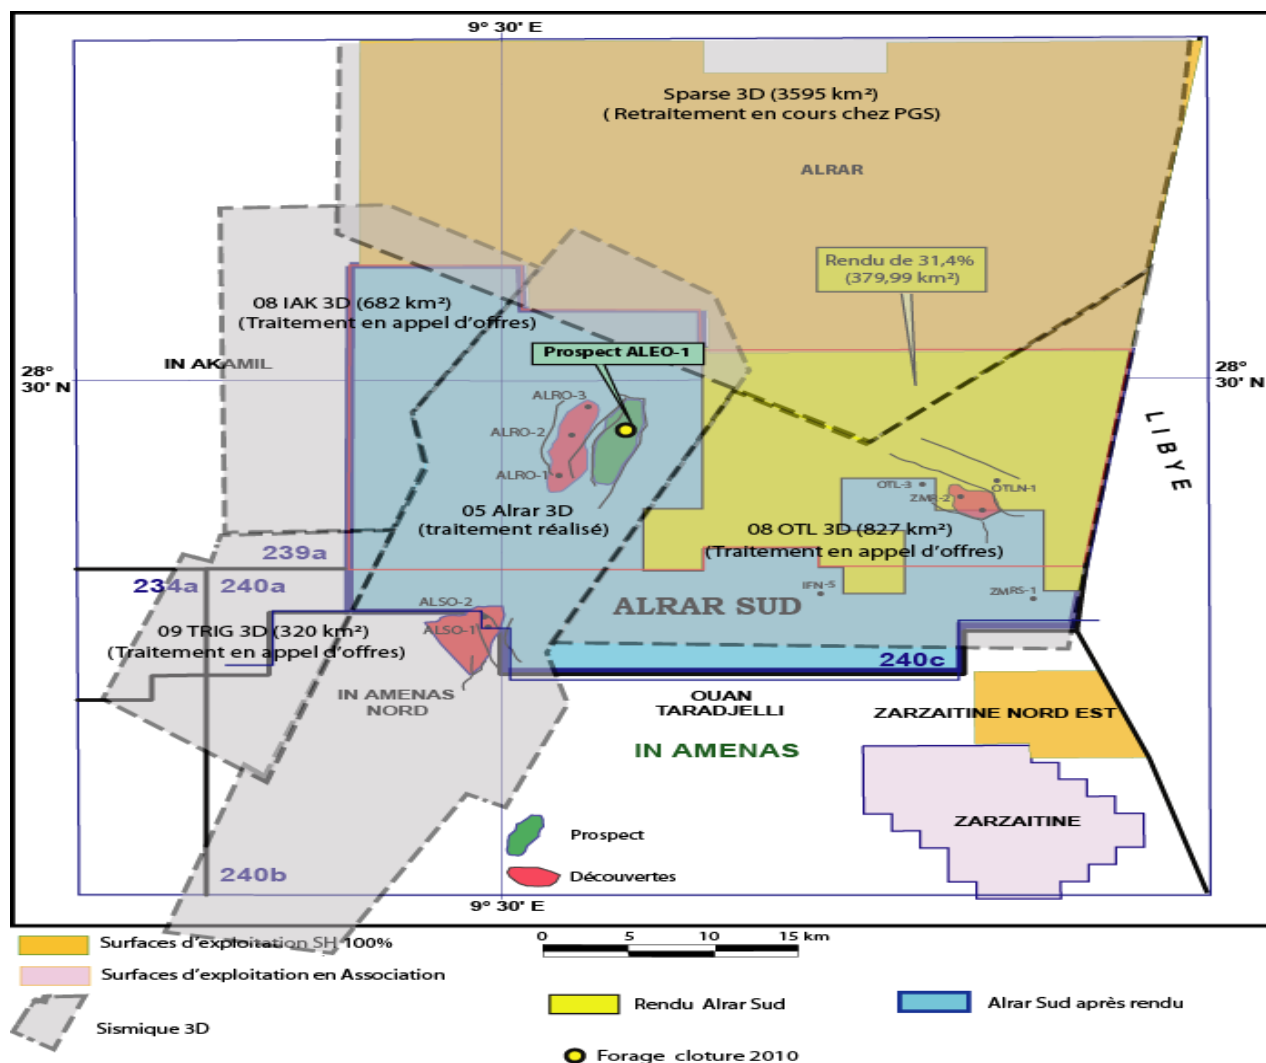 9° 30' E
Sparse 3D (3595 km²)
( Retraitement en cours chez PGS)
ALRAR
Rendu de 31,4%
(379,99 km²)
08 IAK 3D (682 km²)
(Traitement en appel d'offres)
IN AKAMIL
Prospect ALEO-1
28°
30' N
28°
30' N
ALRO-3
ALRO-2
ALRO-1
LIBYE
OTL-3
OTLN-1
ZMR-2
05 Alrar 3D
(traitement réalisé)
08 OTL 3D (827 km²)
(Traitement en appel d'offres)
239a
234a
240a
IFN-5
ZMRS-1
ALSO-2
ALSO-1
ALRAR SUD
09 TRIG 3D (320 km²)
(Traitement en appel d'offres)
240c
IN AMENAS
NORD
OUAN
TARADJELLI
ZARZAITINE NORD EST
IN AMENAS
ZARZAITINE
Prospect
Découvertes
240b
9° 30' E
Surfaces d'exploitation SH 100%
Surfaces d'exploitation en Association
Sismique 3D
0 5 10 15 km
Rendu Alrar Sud
Alrar Sud après rendu
Forage cloture 2010